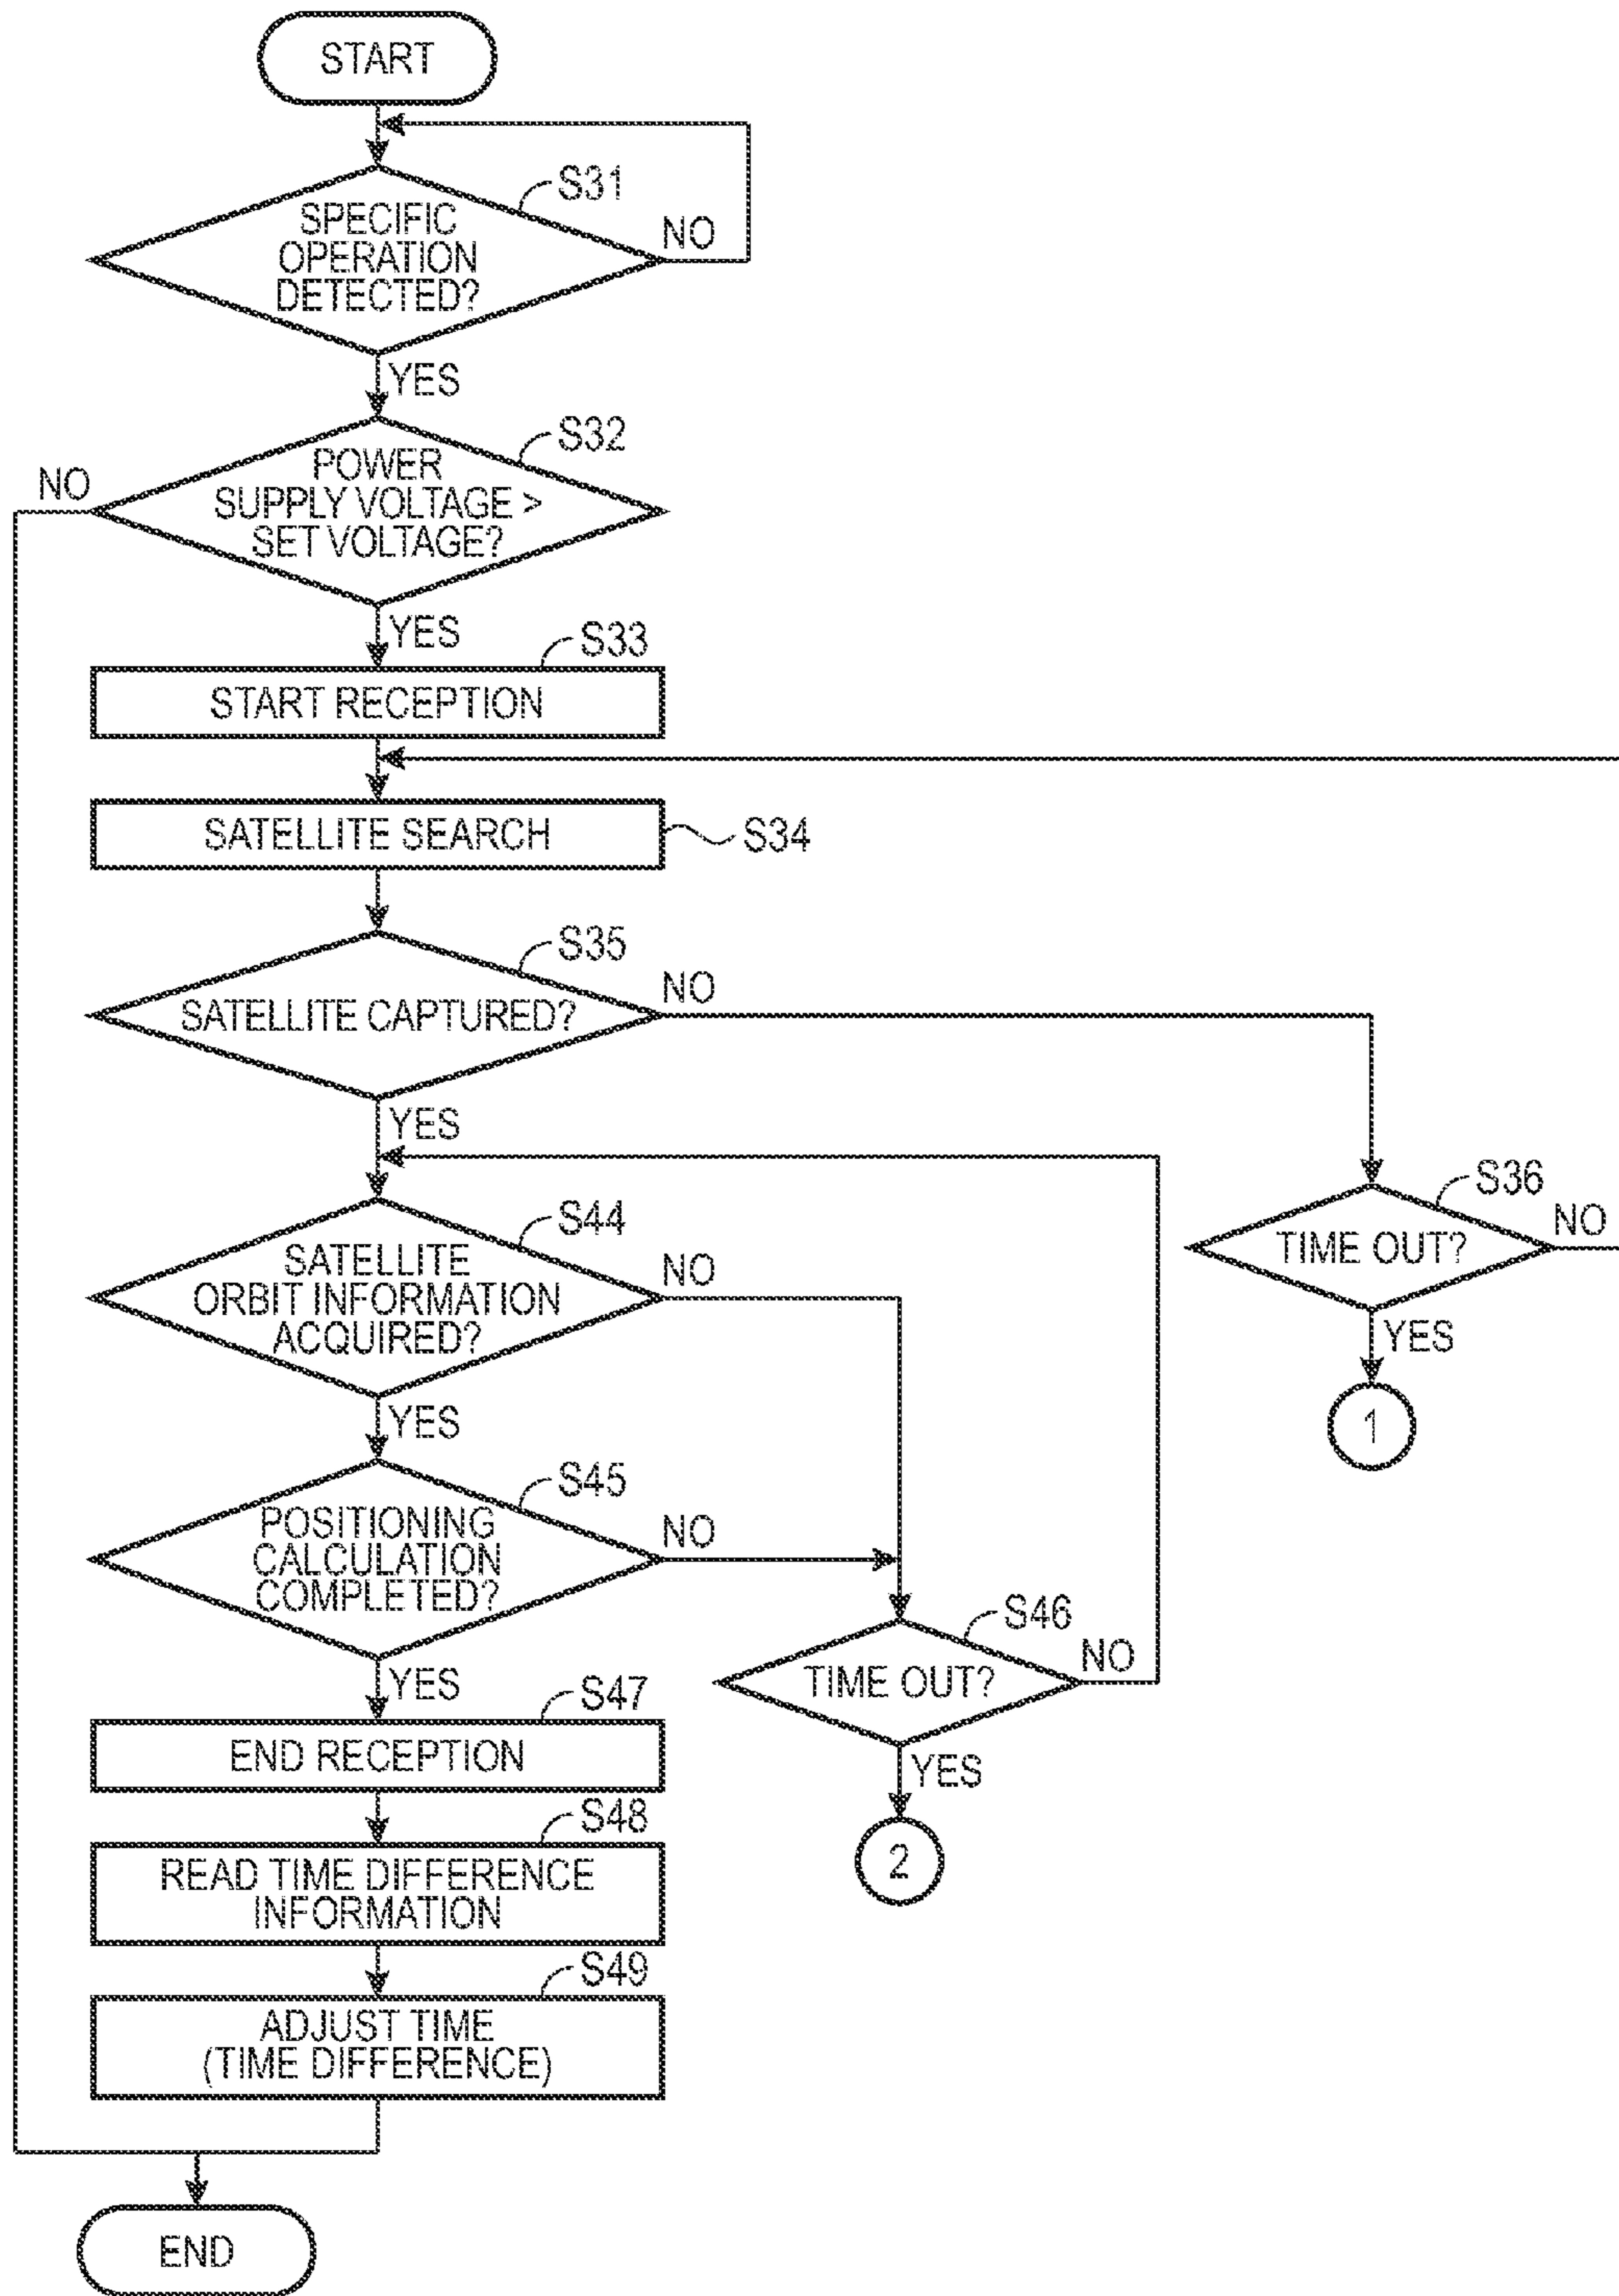 START
S31
SPECIFIC
OPERATION
DETECTED?
NO
YES
S32
POWER
SUPPLY VOLTAGE >
SET VOLTAGE?
NO
YES
S33
START RECEPTION
SATELLITE SEARCH
S34
S35
SATELLITE CAPTURED?
NO
YES
S36
TIME OUT?
NO
YES
1
S44
SATELLITE
ORBIT INFORMATION
ACQUIRED?
NO
YES
S45
POSITIONING
CALCULATION
COMPLETED?
NO
YES
S46
TIME OUT?
NO
YES
2
S47
END RECEPTION
S48
READ TIME DIFFERENCE
INFORMATION
S49
ADJUST TIME
(TIME DIFFERENCE)
END